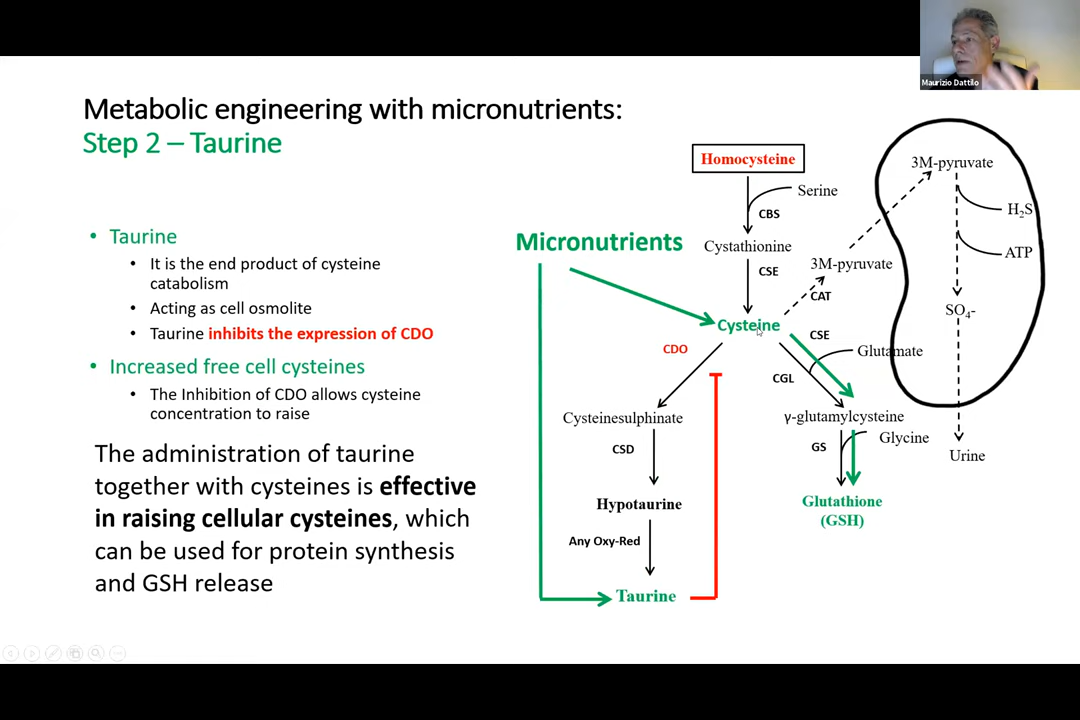 Maurizio Dattilo
Metabolic engineering with micronutrients:
Step 2 – Taurine
• Taurine
• It is the end product of cysteine
catabolism
• Acting as cell osmolite
• Taurine inhibits the expression of CDO
• Increased free cell cysteines
• The Inhibition of CDO allows cysteine
concentration to raise
The administration of taurine
together with cysteines is effective
in raising cellular cysteines, which
can be used for protein synthesis
and GSH release
Homocysteine
Serine
CBS
Micronutrients
Cystathionine
CSE
3M-pyruvate
CAT
Cysteine
CDO
CSE
Glutamate
CGL
Cysteinesulphinate
γ-glutamylcysteine
CSD
GS
Glycine
Hypotaurine
Glutathione
(GSH)
Any Oxy-Red
Taurine
3M-pyruvate
H₂S
ATP
SO₄-
Urine